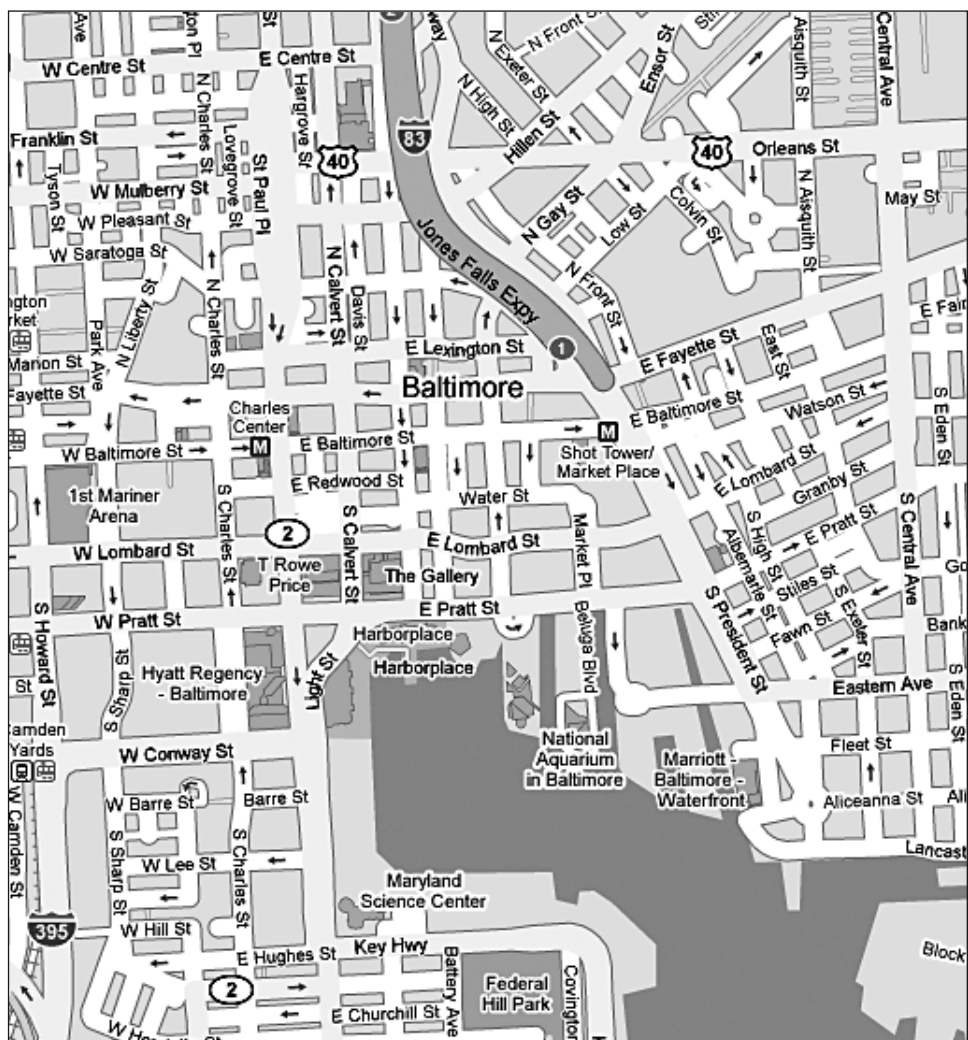 2
Ave
W Centre St
E Centre St
N Charles St
Hargrove St
N Exeter St
N Front St
Ensor St
Aisquith St
Central Ave
N High St
Hillen St
83
40
40
Orleans St
Franklin St
Lovegrove St
St Paul Pl
Tyson St
W Mulberry St
W Pleasant St
W Saratoga St
N Gay St
Low St
Colvin St
N Aisquith St
May St
Jones Falls Expy
N Front St
N Calvert St
Davis St
N Liberty St
N Charles St
Park Ave
E Lexington St
1
E Fayette St
East St
E Fair
Marion St
Fayette St
Baltimore
Charles
Center
M
E Baltimore St
M
Shot Tower/
Market Place
E Baltimore St
Watson St
S Eden St
W Baltimore St
E Redwood St
Water St
E Lombard St
Granby St
1st Mariner
Arena
S Charles St
2
S Calvert St
Market Pl
S High St
E Pratt St
S Central Ave
W Lombard St
E Lombard St
Albemarle St
T Rowe
Price
The Gallery
Stiles St
S Howard St
W Pratt St
E Pratt St
Beluga Blvd
S President St
Fawn St
S Exeter St
Bank
Harborplace
Harborplace
S Sharp St
Hyatt Regency
- Baltimore
Light St
St
Eastern Ave
S Eden St
Camden
Yards
W Conway St
National
Aquarium
in Baltimore
Marriott -
Baltimore -
Waterfront
Fleet St
W Camden St
W Barre St
Barre St
Aliceanna St
S Sharp St
W Lee St
S Charles St
Lancast
Maryland
Science Center
395
W Hill St
E Hughes St
Key Hwy
Block
2
Battery Ave
Federal
Hill Park
Covington
E Churchill St